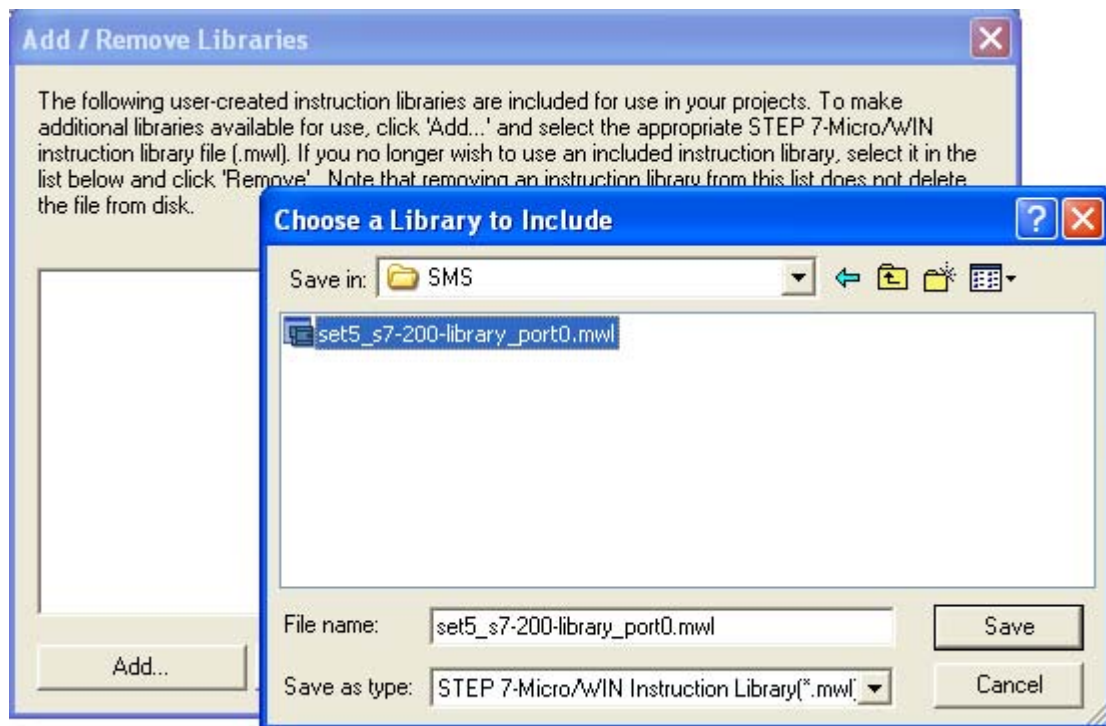 Add / Remove Libraries
The following user-created instruction libraries are included for use in your projects. To make
additional libraries available for use, click 'Add...' and select the appropriate STEP 7-Micro/WIN
instruction library file (.mwl). If you no longer wish to use an included instruction library, select it in the
list below and click 'Remove'. Note that removing an instruction library from this list does not delete
the file from disk.
Choose a Library to Include
Save in: SMS
set5_s7-200-library_port0.mwl
File name: set5_s7-200-library_port0.mwl Save
Add...
Save as type: STEP 7-Micro/WIN Instruction Library(*.mwl) Cancel